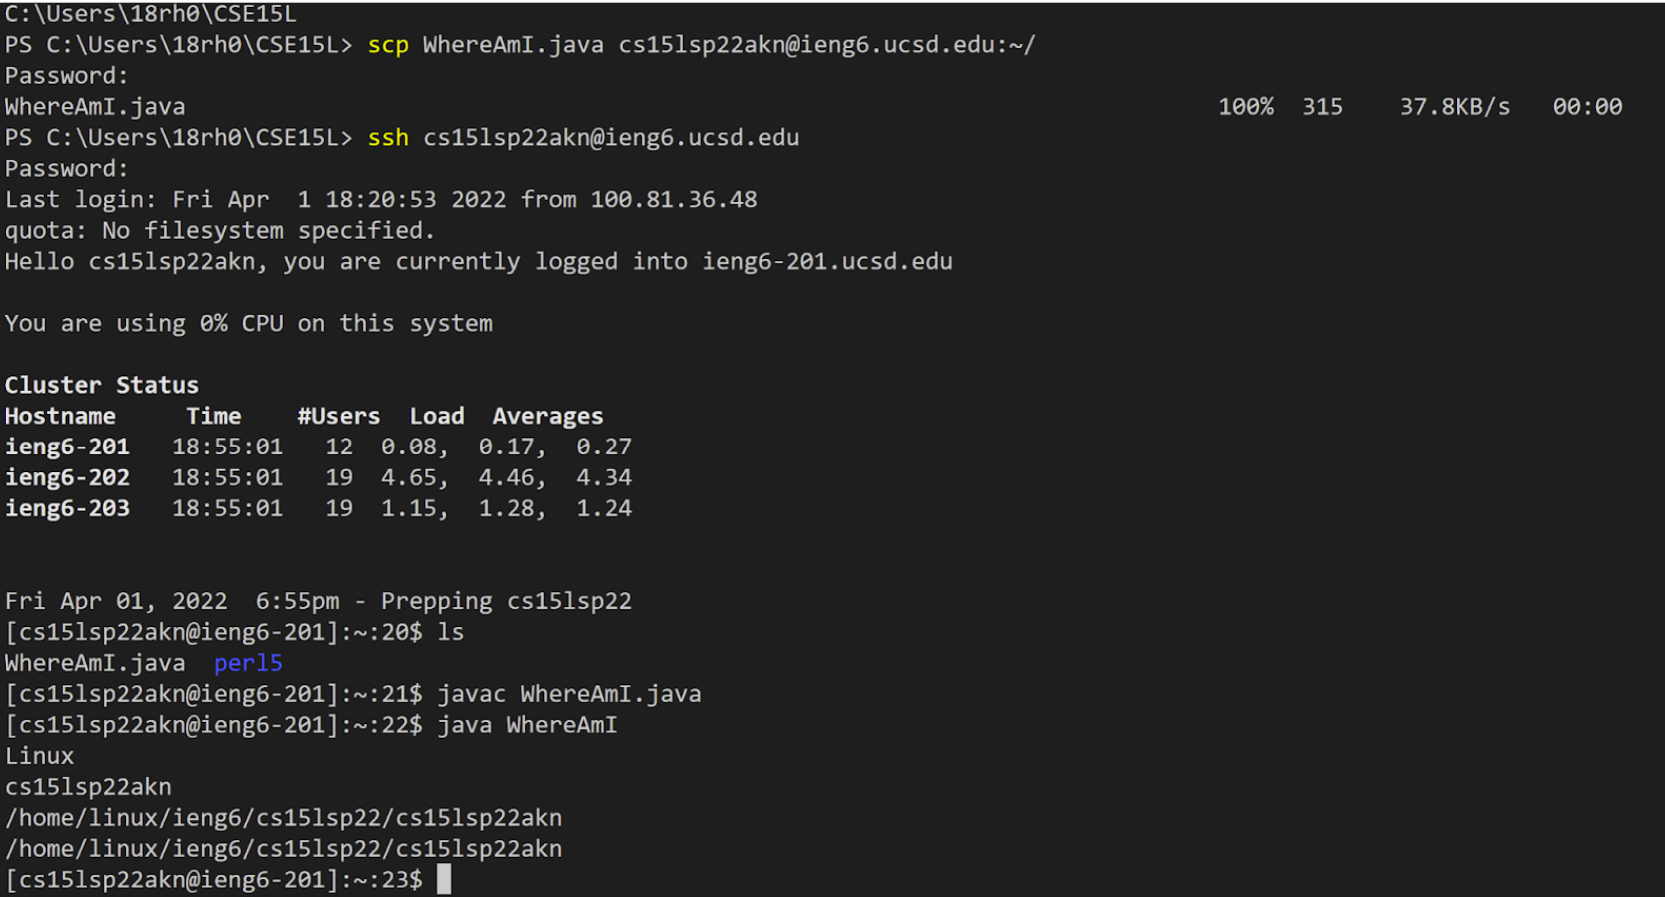 C:\Users\18rh0\CSE15L
PS C:\Users\18rh0\CSE15L> scp WhereAmI.java cs15lsp22akn@ieng6.ucsd.edu:~/
Password:
WhereAmI.java 100% 315 37.8KB/s 00:00
PS C:\Users\18rh0\CSE15L> ssh cs15lsp22akn@ieng6.ucsd.edu
Password:
Last login: Fri Apr  1 18:20:53 2022 from 100.81.36.48
quota: No filesystem specified.
Hello cs15lsp22akn, you are currently logged into ieng6-201.ucsd.edu
You are using 0% CPU on this system
Cluster Status
Hostname     Time    #Users  Load  Averages
ieng6-201   18:55:01   12  0.08,  0.17,  0.27
ieng6-202   18:55:01   19  4.65,  4.46,  4.34
ieng6-203   18:55:01   19  1.15,  1.28,  1.24
Fri Apr 01, 2022  6:55pm - Prepping cs15lsp22
[cs15lsp22akn@ieng6-201]:~:20$ ls
WhereAmI.java  perl5
[cs15lsp22akn@ieng6-201]:~:21$ javac WhereAmI.java
[cs15lsp22akn@ieng6-201]:~:22$ java WhereAmI
Linux
cs15lsp22akn
/home/linux/ieng6/cs15lsp22/cs15lsp22akn
/home/linux/ieng6/cs15lsp22/cs15lsp22akn
[cs15lsp22akn@ieng6-201]:~:23$